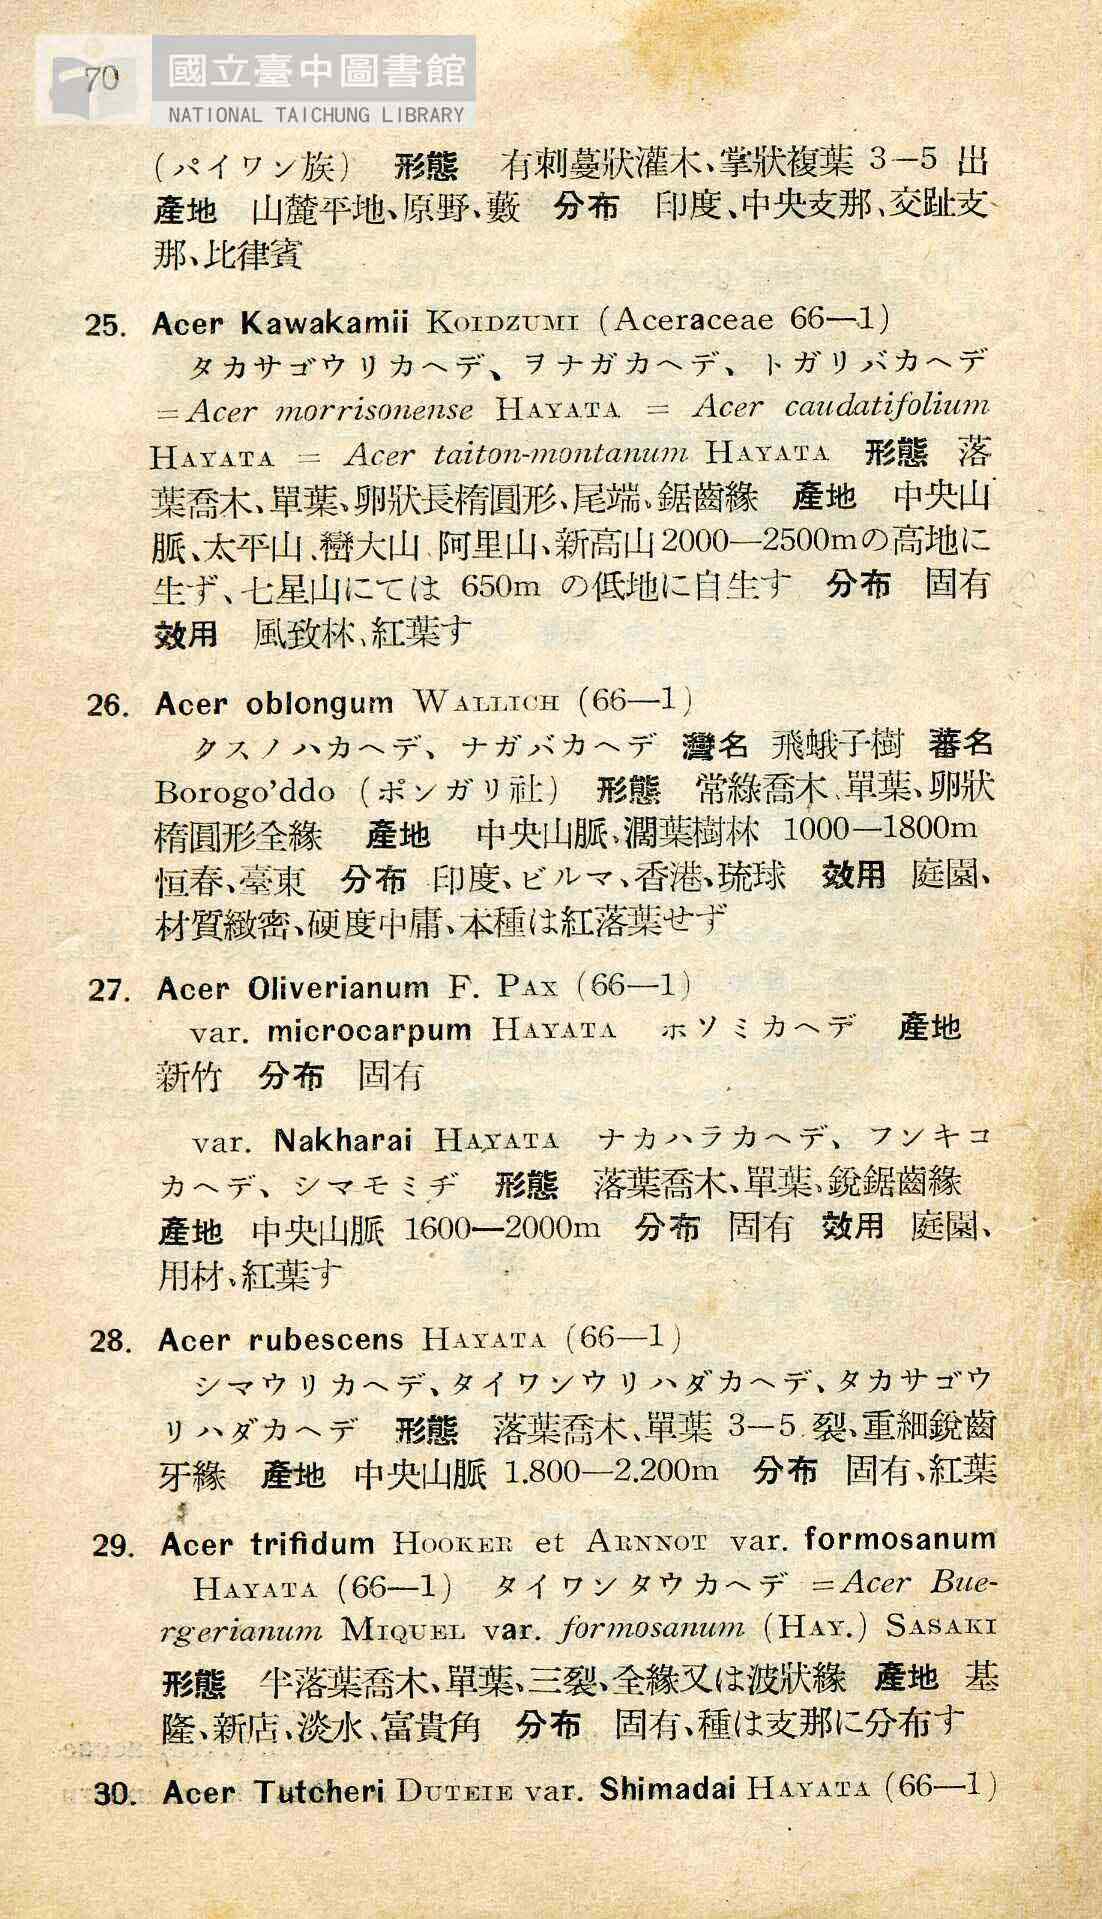 70
國立臺中圖書館
NATIONAL TAICHUNG LIBRARY
(パイワン族) 形態 有刺蔓狀灌木、掌狀複葉 3—5 出
產地 山麓平地、原野、藪 分布 印度、中央支那、交趾支
那、比律賓
25. Acer Kawakamii KOIDZUMI (Aceraceae 66—1)
タカサゴウリカヘデ、ヲナガカヘデ、トガリバカヘデ
=Acer morrisonense HAYATA = Acer caudatifolium
HAYATA = Acer taiton-montanum HAYATA 形態 落
葉喬木、單葉、卵狀長楕圓形、尾端、鋸齒緣 產地 中央山
脈、太平山、巒大山、阿里山、新高山2000—2500mの高地に
生ず、七星山にては 650m の低地に自生す 分布 固有
效用 風致林、紅葉す
26. Acer oblongum WALLICH (66—1)
クスノハカヘデ、ナガバカヘデ 灣名 飛蛾子樹 蕃名
Borogo'ddo (ボンガリ社) 形態 常綠喬木、單葉、卵狀
楕圓形全緣 產地 中央山脈、濶葉樹林 1000—1800m
恒春、臺東 分布 印度、ビルマ、香港、琉球 效用 庭園、
材質緻密、硬度中庸、本種は紅落葉せず
27. Acer Oliverianum F. PAX (66—1)
var. microcarpum HAYATA ホソミカヘデ 產地
新竹 分布 固有
var. Nakharai HAYATA ナカハラカヘデ、フンキコ
カヘデ、シマモミヂ 形態 落葉喬木、單葉、銳鋸齒緣
產地 中央山脈 1600—2000m 分布 固有 效用 庭園、
用材、紅葉す
28. Acer rubescens HAYATA (66—1)
シマウリカヘデ、タイワンウリハダカヘデ、タカサゴウ
リハダカヘデ 形態 落葉喬木、單葉 3—5 裂、重細銳齒
牙緣 產地 中央山脈 1.800—2.200m 分布 固有、紅葉
29. Acer trifidum HOOKER et ARNNOT var. formosanum
HAYATA (66—1) タイワンタウカヘデ =Acer Bue-
rgerianum MIQUEL var. formosanum (HAY.) SASAKI
形態 半落葉喬木、單葉、三裂、全緣又は波狀緣 產地 基
隆、新店、淡水、富貴角 分布 固有、種は支那に分布す
30. Acer Tutcheri DUTEIE var. Shimadai HAYATA (66—1)